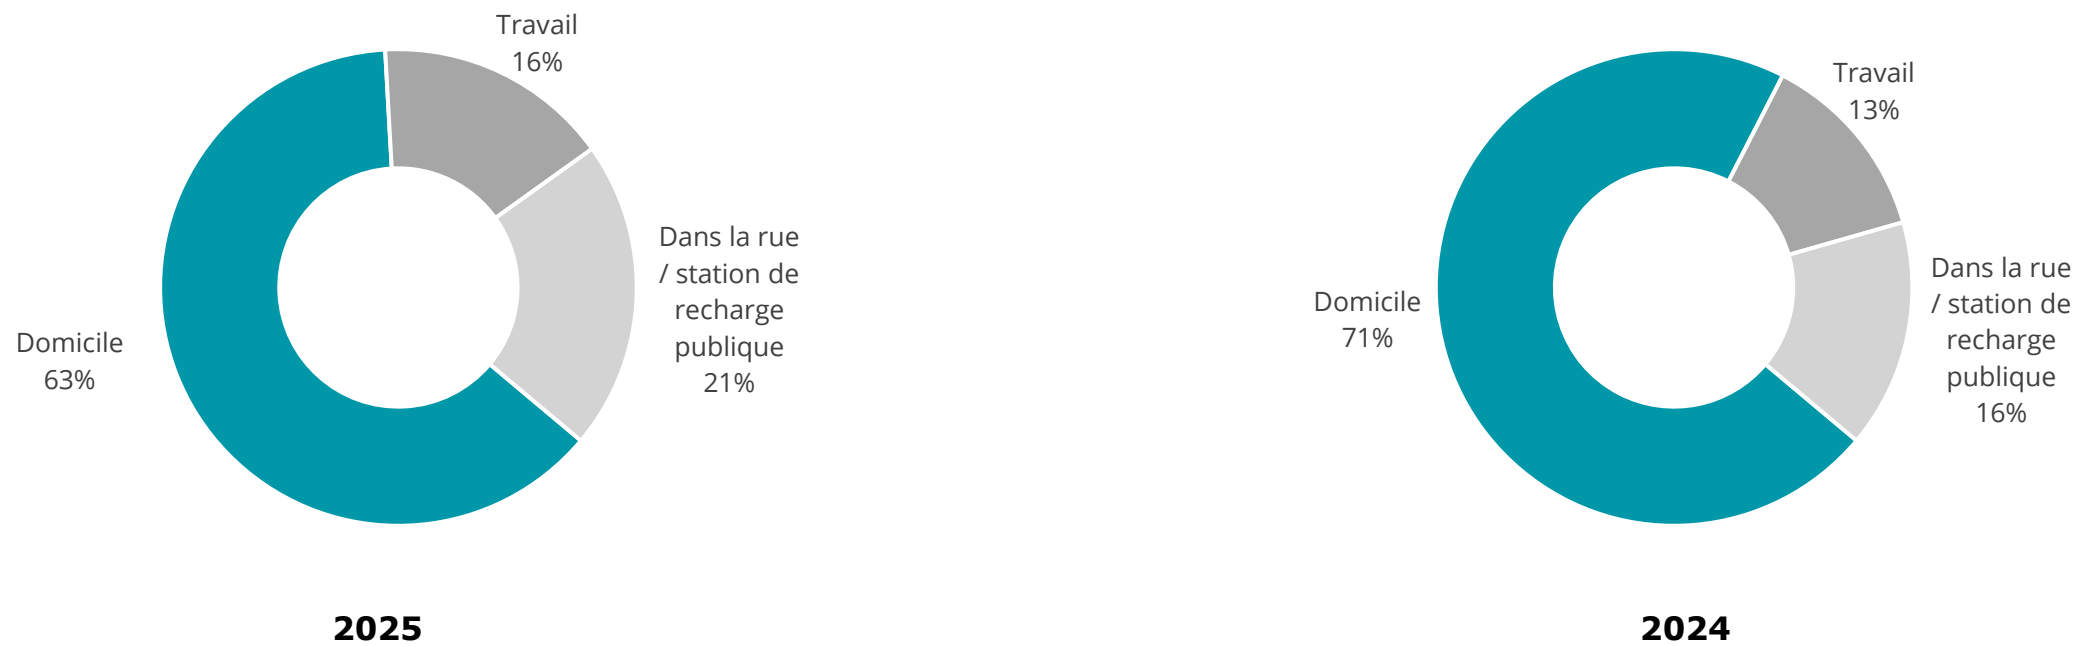 Travail
16%
Dans la rue
/ station de
recharge
publique
21%
Domicile
63%
2025
Travail
13%
Dans la rue
/ station de
recharge
publique
16%
Domicile
71%
2024